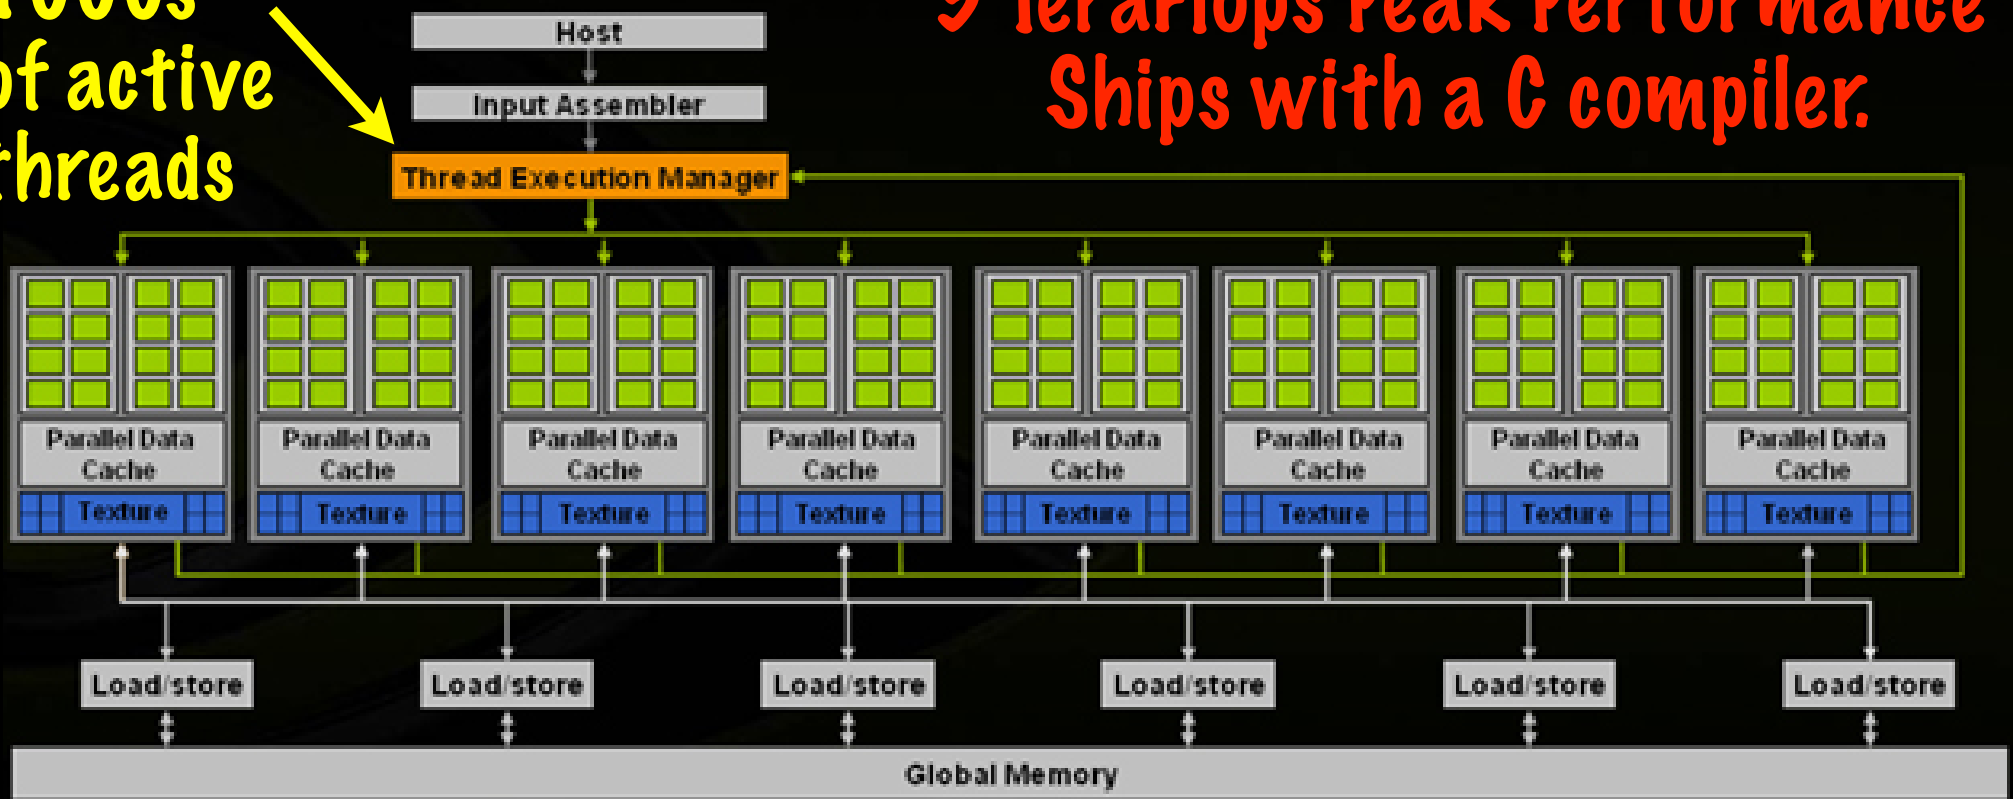 of active
threads
Teraflops Peak Performance
Ships with a C compiler.
Host
Input Assembler
Thread Execution Manager
Parallel Data Cache
Parallel Data Cache
Parallel Data Cache
Parallel Data Cache
Parallel Data Cache
Parallel Data Cache
Parallel Data Cache
Parallel Data Cache
Texture
Texture
Texture
Texture
Texture
Texture
Texture
Texture
Load/store
Load/store
Load/store
Load/store
Load/store
Load/store
Global Memory